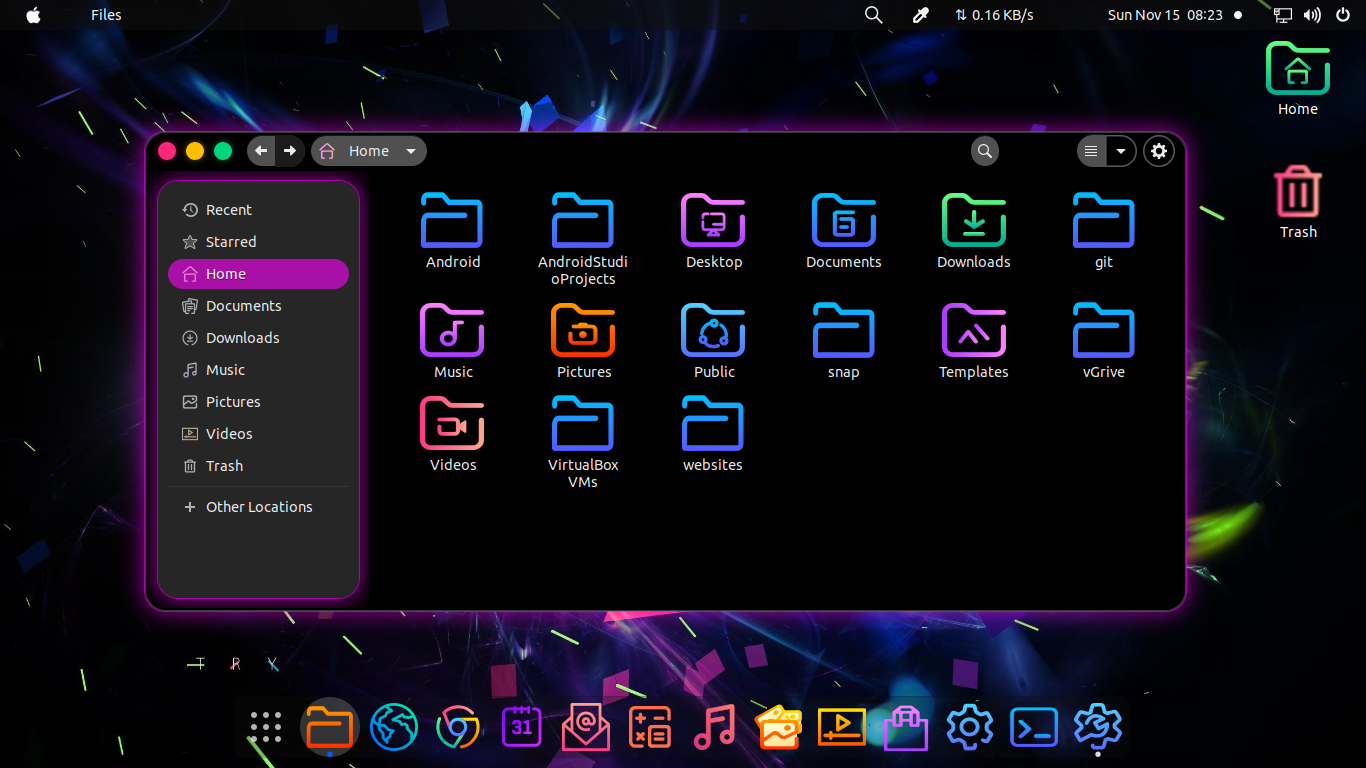 Files
0.16 KB/s
Sun Nov 15 08:23
Home
Trash
Home
Recent
Starred
Home
Documents
Downloads
Music
Pictures
Videos
Trash
Other Locations
Android
AndroidStudi
oProjects
Desktop
Documents
Downloads
git
Music
Pictures
Public
snap
Templates
vGrive
Videos
VirtualBox
VMs
websites
T R Y
31
@